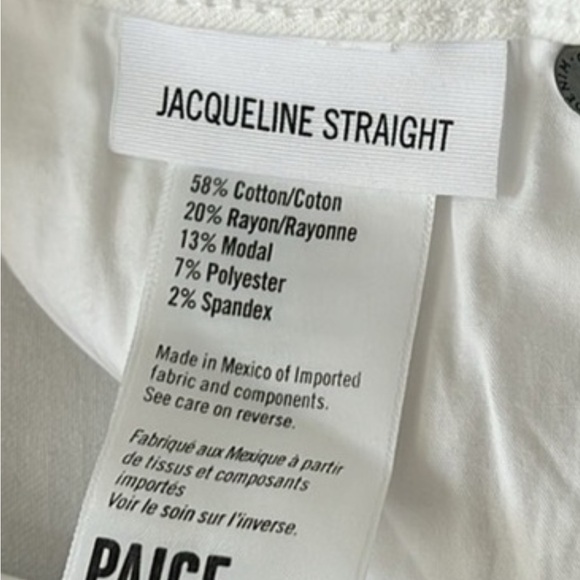 JACQUELINE STRAIGHT
58% Cotton/Coton
20% Rayon/Rayonne
13% Modal
7% Polyester
2% Spandex
Made in Mexico of Imported
fabric and components.
See care on reverse.
Fabriqué aux Mexique à partir
de tissus et composants
importés
Voir le soin sur l'inverse.
PAIGE